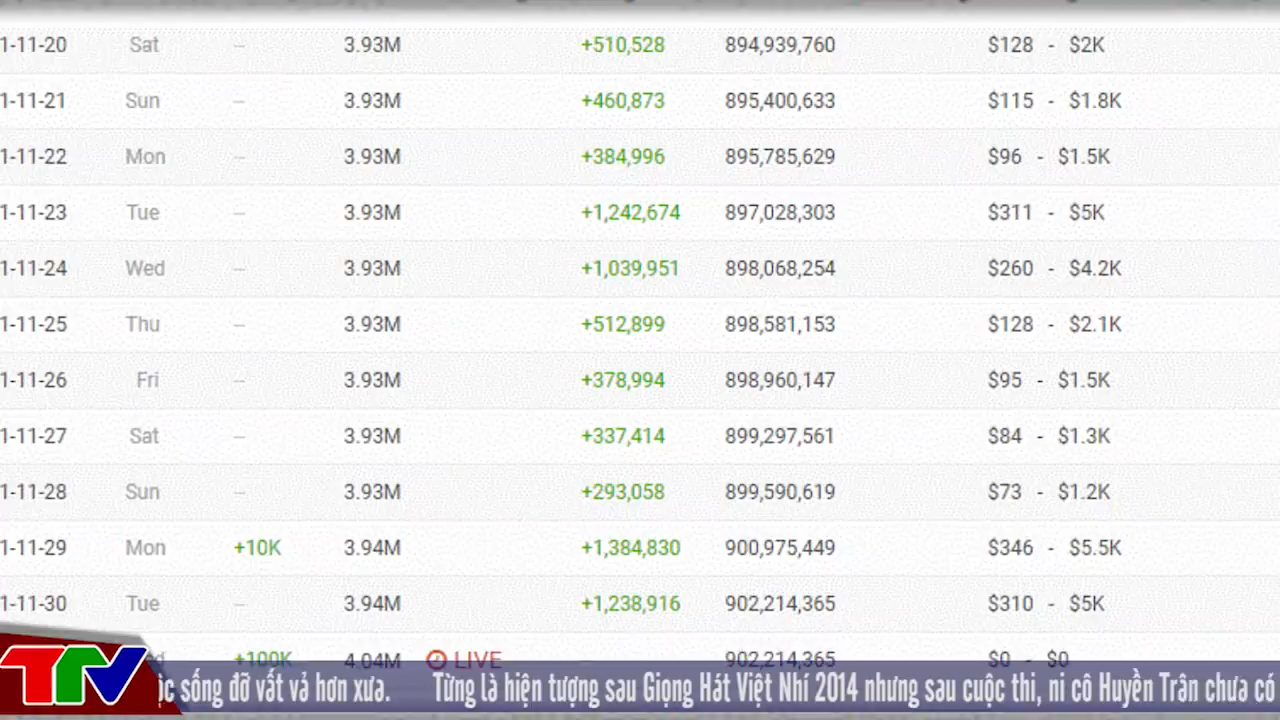 1-11-20 Sat -- 3.93M +510,528 894,939,760 $128 - $2K
1-11-21 Sun -- 3.93M +460,873 895,400,633 $115 - $1.8K
1-11-22 Mon -- 3.93M +384,996 895,785,629 $96 - $1.5K
1-11-23 Tue -- 3.93M +1,242,674 897,028,303 $311 - $5K
1-11-24 Wed -- 3.93M +1,039,951 898,068,254 $260 - $4.2K
1-11-25 Thu -- 3.93M +512,899 898,581,153 $128 - $2.1K
1-11-26 Fri -- 3.93M +378,994 898,960,147 $95 - $1.5K
1-11-27 Sat -- 3.93M +337,414 899,297,561 $84 - $1.3K
1-11-28 Sun -- 3.93M +293,058 899,590,619 $73 - $1.2K
1-11-29 Mon +10K 3.94M +1,384,830 900,975,449 $346 - $5.5K
1-11-30 Tue -- 3.94M +1,238,916 902,214,365 $310 - $5K
d +100K 4.04M LIVE 902,214,365 $0 - $0
TTV ộc sống đỡ vất vả hơn xưa. Từng là hiện tượng sau Giọng Hát Việt Nhí 2014 nhưng sau cuộc thi, ni cô Huyền Trân chưa có